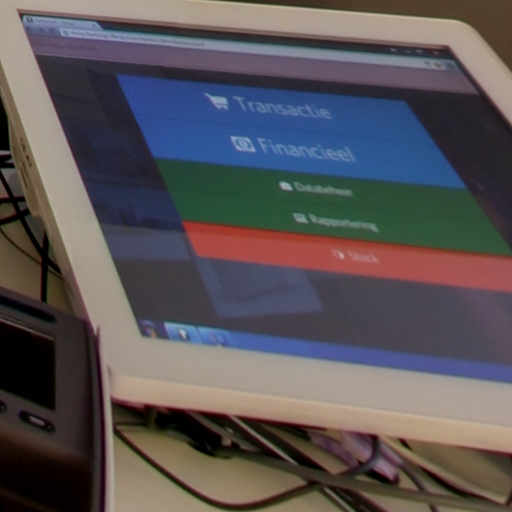 Transactie
Financieel
Databeheer
Rapportering
Stock